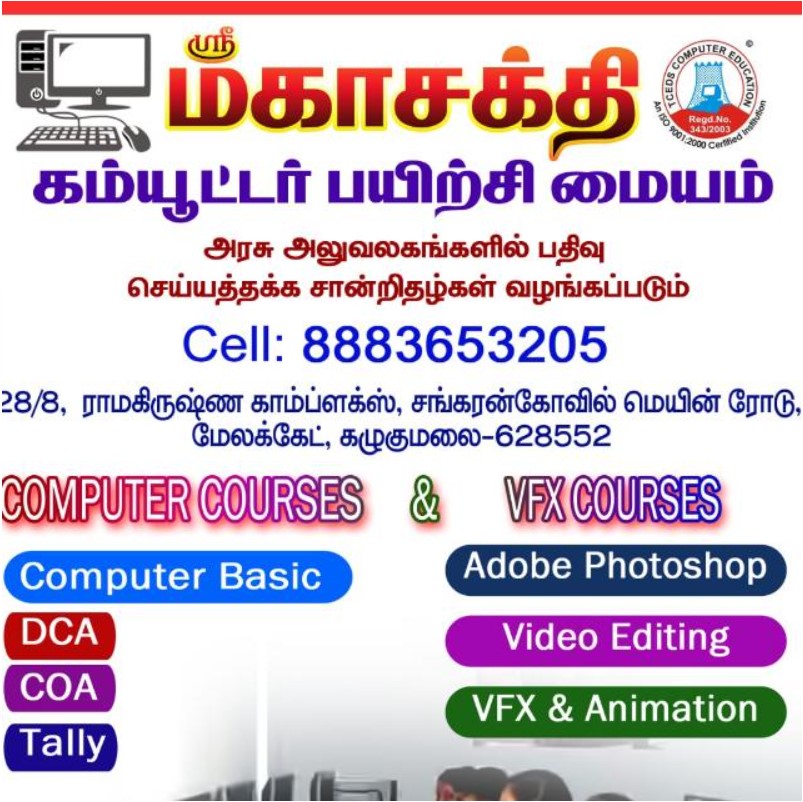 ஸ்ரீ
மகாசக்தி
TCEDS COMPUTER EDUCATION
©
Regd.No.
343/2003
An ISO 9001:2000 Certified Institution
கம்யூட்டர் பயிற்சி மையம்
அரசு அலுவலகங்களில் பதிவு
செய்யத்தக்க சான்றிதழ்கள் வழங்கப்படும்
Cell: 8883653205
28/8, ராமகிருஷ்ண காம்ப்ளக்ஸ், சங்கரன்கோவில் மெயின் ரோடு,
மேலக்கேட், கழுகுமலை-628552
COMPUTER COURSES & VFX COURSES
Computer Basic
DCA
COA
Tally
Adobe Photoshop
Video Editing
VFX & Animation